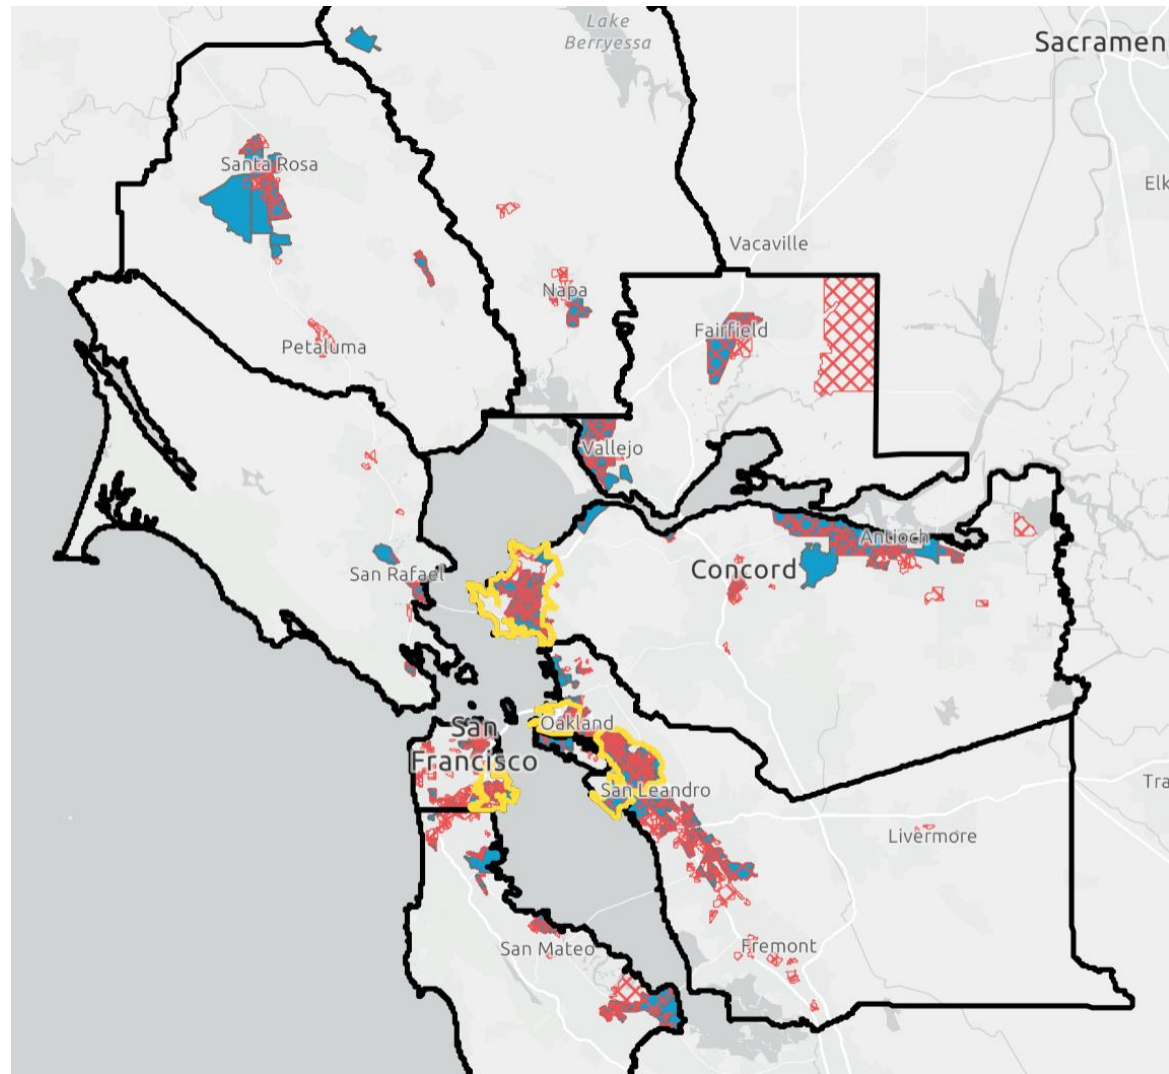 Lake
Berryessa
Sacramen
Santa Rosa
Elk
Vacaville
Napa
Fairfield
Petaluma
Vallejo
Antioch
Concord
San Rafael
Oakland
San
Francisco
San Leandro
Tra
Livermore
San Mateo
Fremont